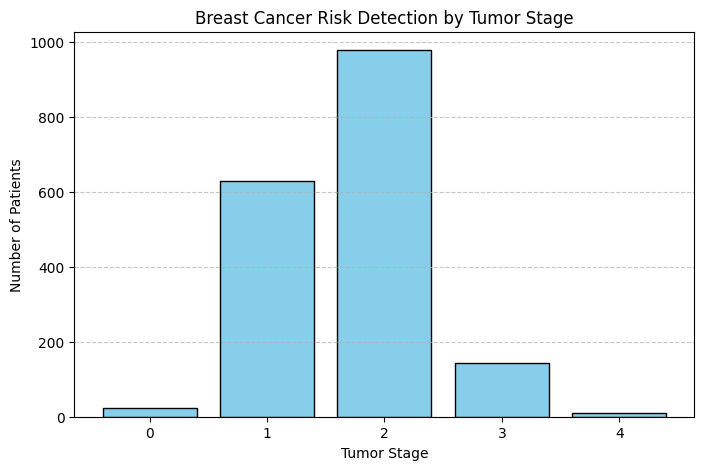 Breast Cancer Risk Detection by Tumor Stage
Number of Patients
1000
800
600
400
200
0
0 1 2 3 4
Tumor Stage